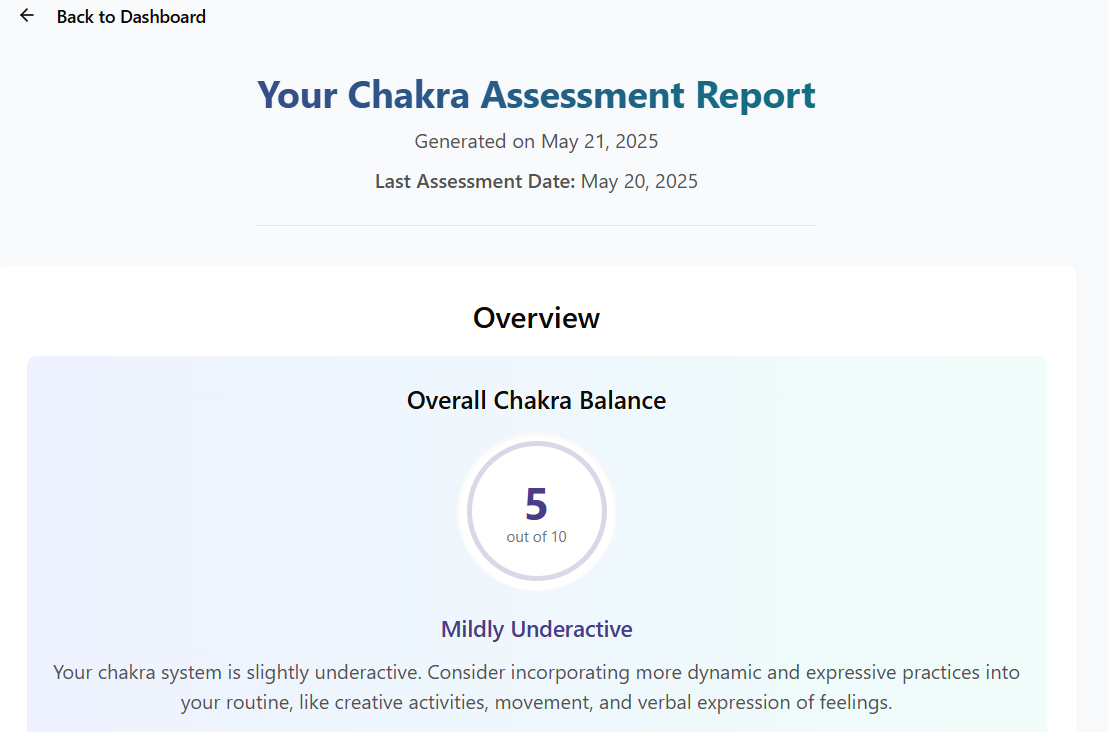 Back to Dashboard
Your Chakra Assessment Report
Generated on May 21, 2025
Last Assessment Date: May 20, 2025
Overview
Overall Chakra Balance
5
out of 10
Mildly Underactive
Your chakra system is slightly underactive. Consider incorporating more dynamic and expressive practices into
your routine, like creative activities, movement, and verbal expression of feelings.